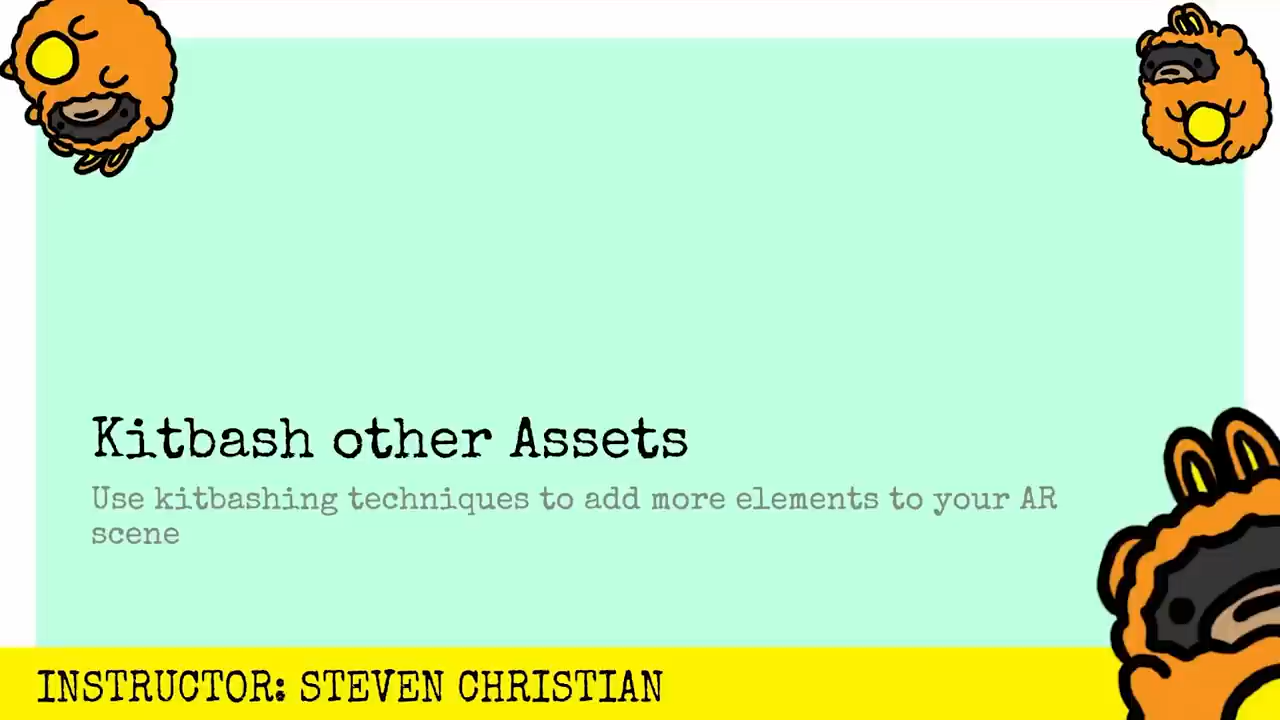 Kitbash other Assets
Use kitbashing techniques to add more elements to your AR
scene
INSTRUCTOR: STEVEN CHRISTIAN